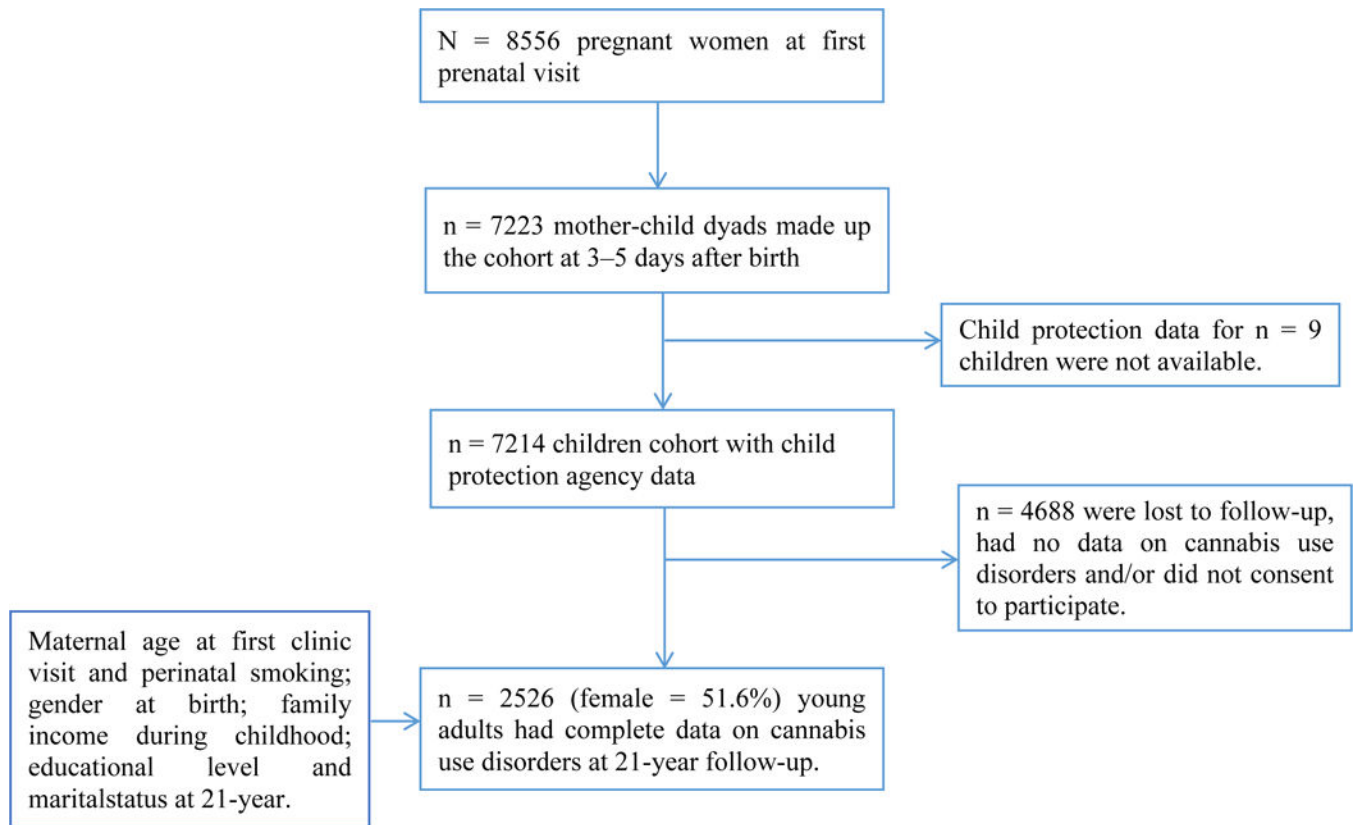 N = 8556 pregnant women at first
prenatal visit
n = 7223 mother-child dyads made up
the cohort at 3–5 days after birth
Child protection data for n = 9
children were not available.
n = 7214 children cohort with child
protection agency data
n = 4688 were lost to follow-up,
had no data on cannabis use
disorders and/or did not consent
to participate.
Maternal age at first clinic
visit and perinatal smoking;
gender at birth; family
income during childhood;
educational level and
maritalstatus at 21-year.
n = 2526 (female = 51.6%) young
adults had complete data on cannabis
use disorders at 21-year follow-up.